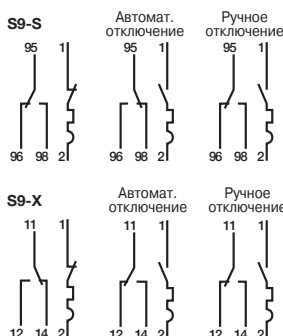 S9-S
Автомат.
отключение
Ручное
отключение
95 1 95 1 95 1
96 98 2 96 98 2 96 98 2
S9-X
Автомат.
отключение
Ручное
отключение
11 1 11 1 11 1
12 14 2 12 14 2 12 14 2